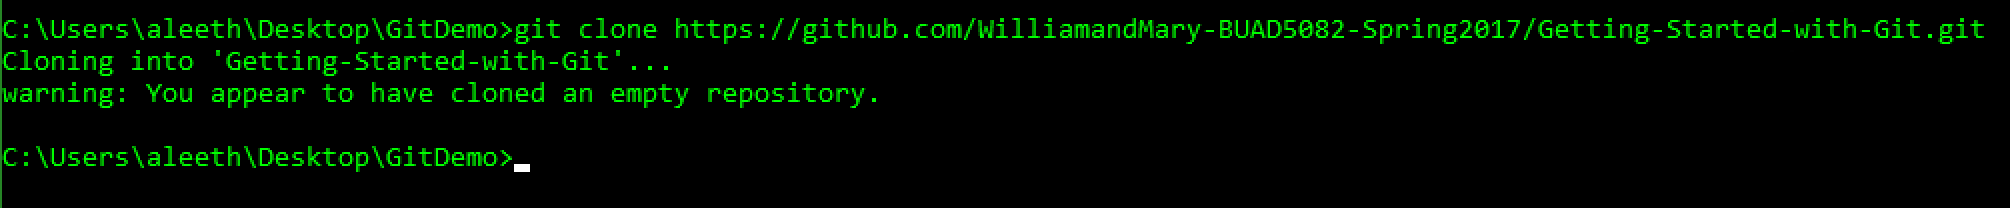 C:\Users\aleeth\Desktop\GitDemo>git clone https://github.com/WilliamandMary-BUAD5082-Spring2017/Getting-Started-with-Git.git
Cloning into 'Getting-Started-with-Git'...
warning: You appear to have cloned an empty repository.
C:\Users\aleeth\Desktop\GitDemo>